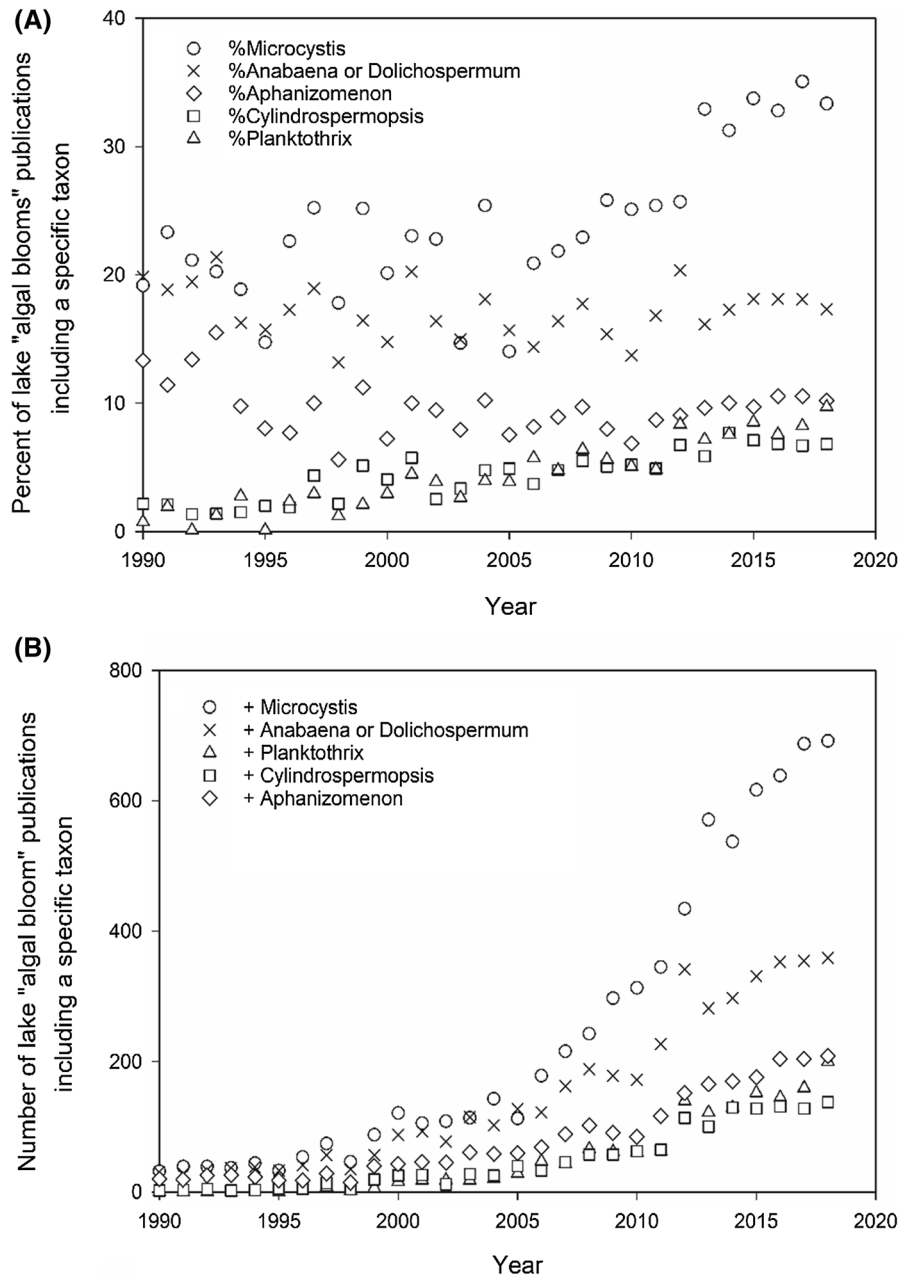 (A)
40
30
20
10
0
Percent of lake "algal blooms" publications
including a specific taxon
%Microcystis
%Anabaena or Dolichospermum
%Aphanizomenon
%Cylindrospermopsis
%Planktothrix
1990 1995 2000 2005 2010 2015 2020
Year
(B)
800
600
400
200
0
Number of lake "algal bloom" publications
including a specific taxon
+ Microcystis
+ Anabaena or Dolichospermum
+ Planktothrix
+ Cylindrospermopsis
+ Aphanizomenon
1990 1995 2000 2005 2010 2015 2020
Year